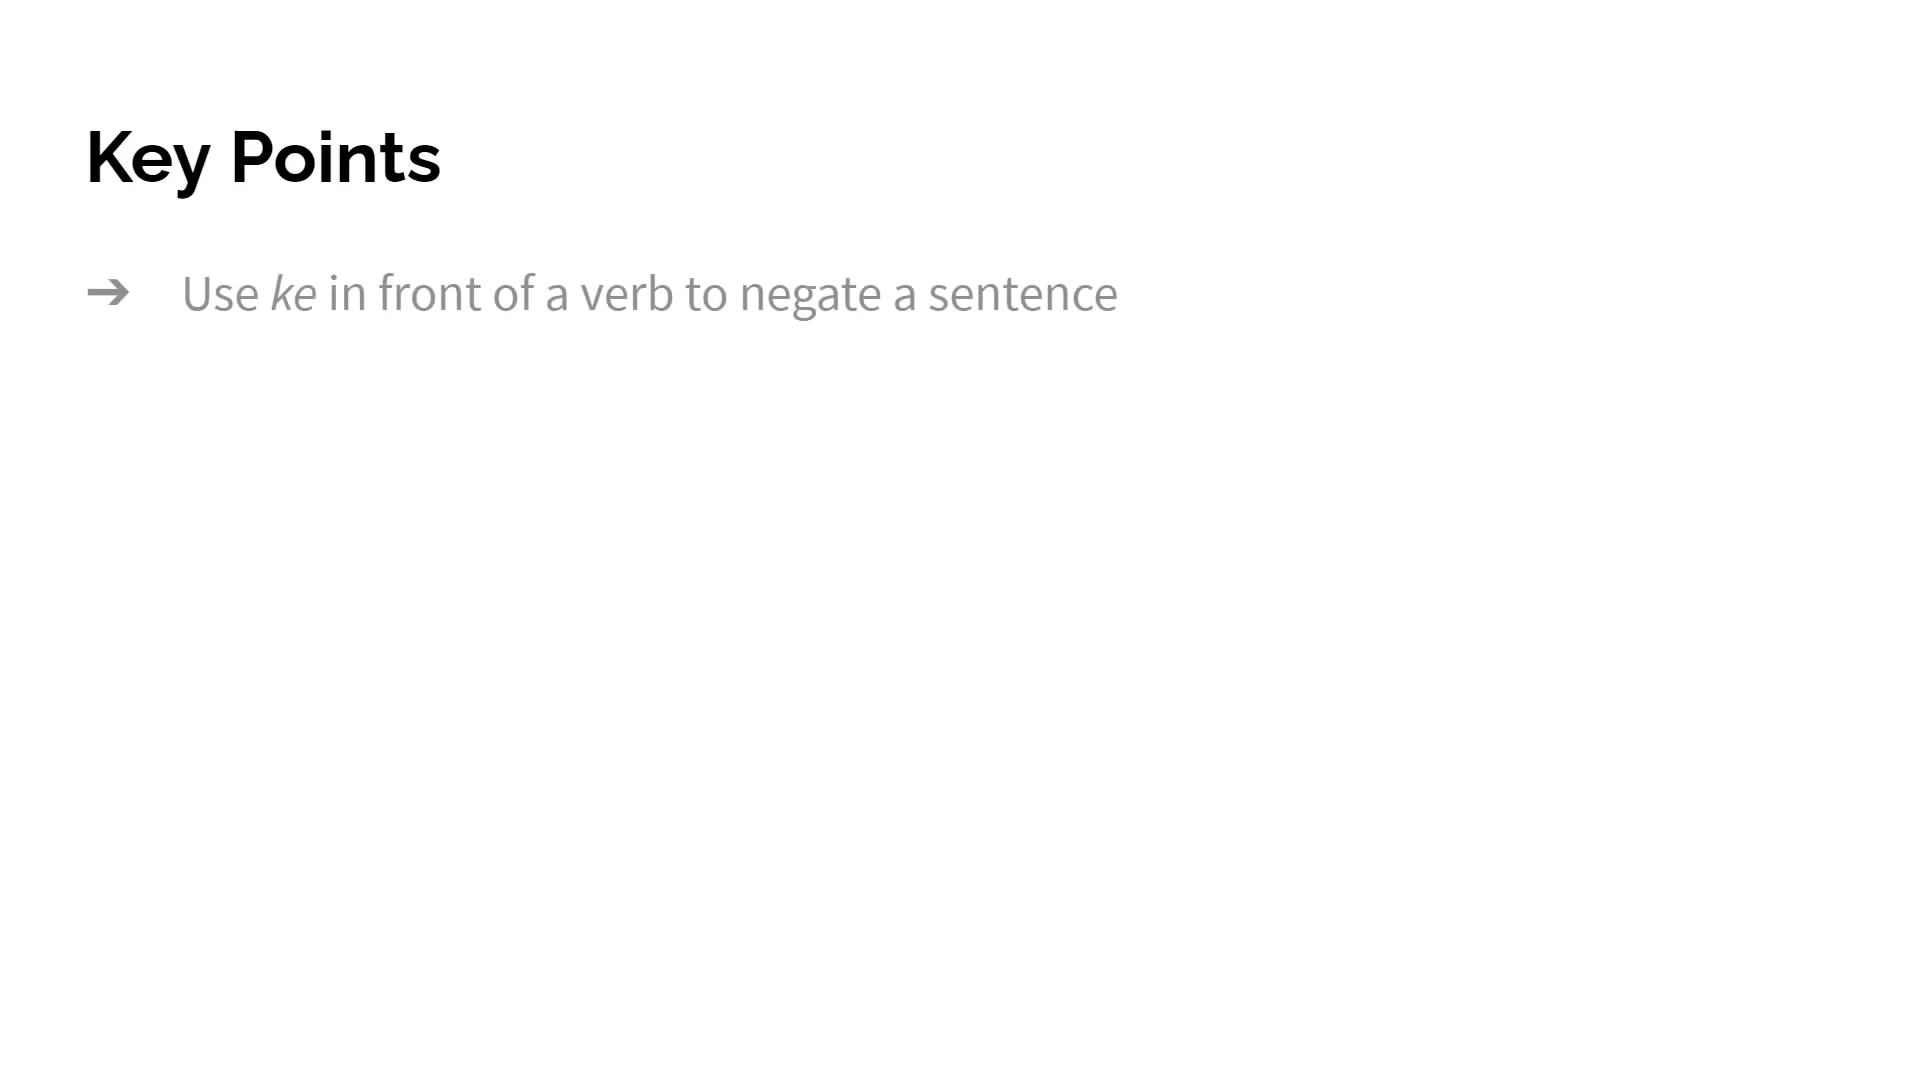 Key Points
➔ Use ke in front of a verb to negate a sentence